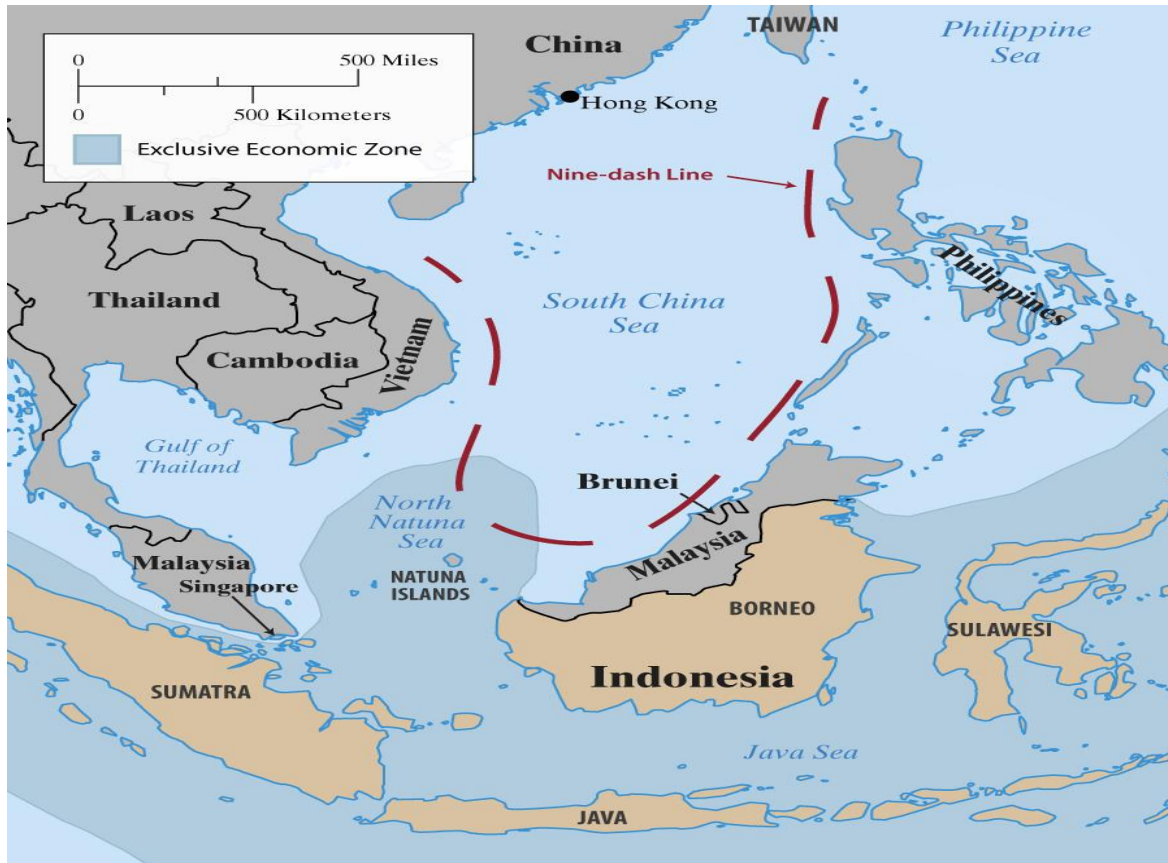 TAIWAN
Philippine
Sea
China
0
500 Miles
0
500 Kilometers
Exclusive Economic Zone
Hong Kong
Nine-dash Line
Laos
Thailand
Cambodia
Vietnam
South China
Sea
Philippines
Gulf of
Thailand
Brunei
North
Natuna
Sea
Malaysia
Singapore
NATUNA
ISLANDS
Malaysia
BORNEO
SULAWESI
SUMATRA
Indonesia
Java Sea
JAVA